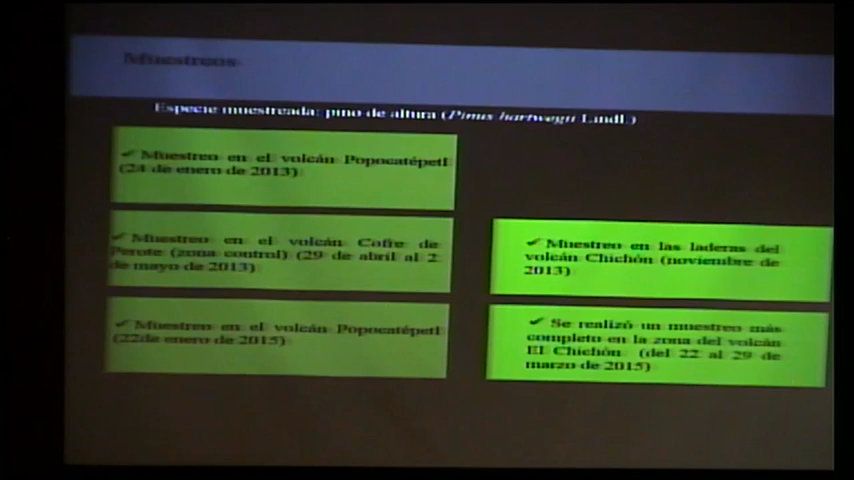 Muestreos
Especie muestreada: pino de altura (Pinus hartwegii Lindl.)
✓ Muestreo en el volcán Popocatépetl
(24 de enero de 2013)
✓ Muestreo en el volcán Cofre de
Perote (zona control) (29 de abril al 2
de mayo de 2013)
✓ Muestreo en el volcán Popocatépetl
(22de enero de 2015)
✓ Muestreo en las laderas del
volcán Chichón (noviembre de
2013)
✓ Se realizó un muestreo más
completo en la zona del volcán
El Chichón (del 22 al 29 de
marzo de 2015)